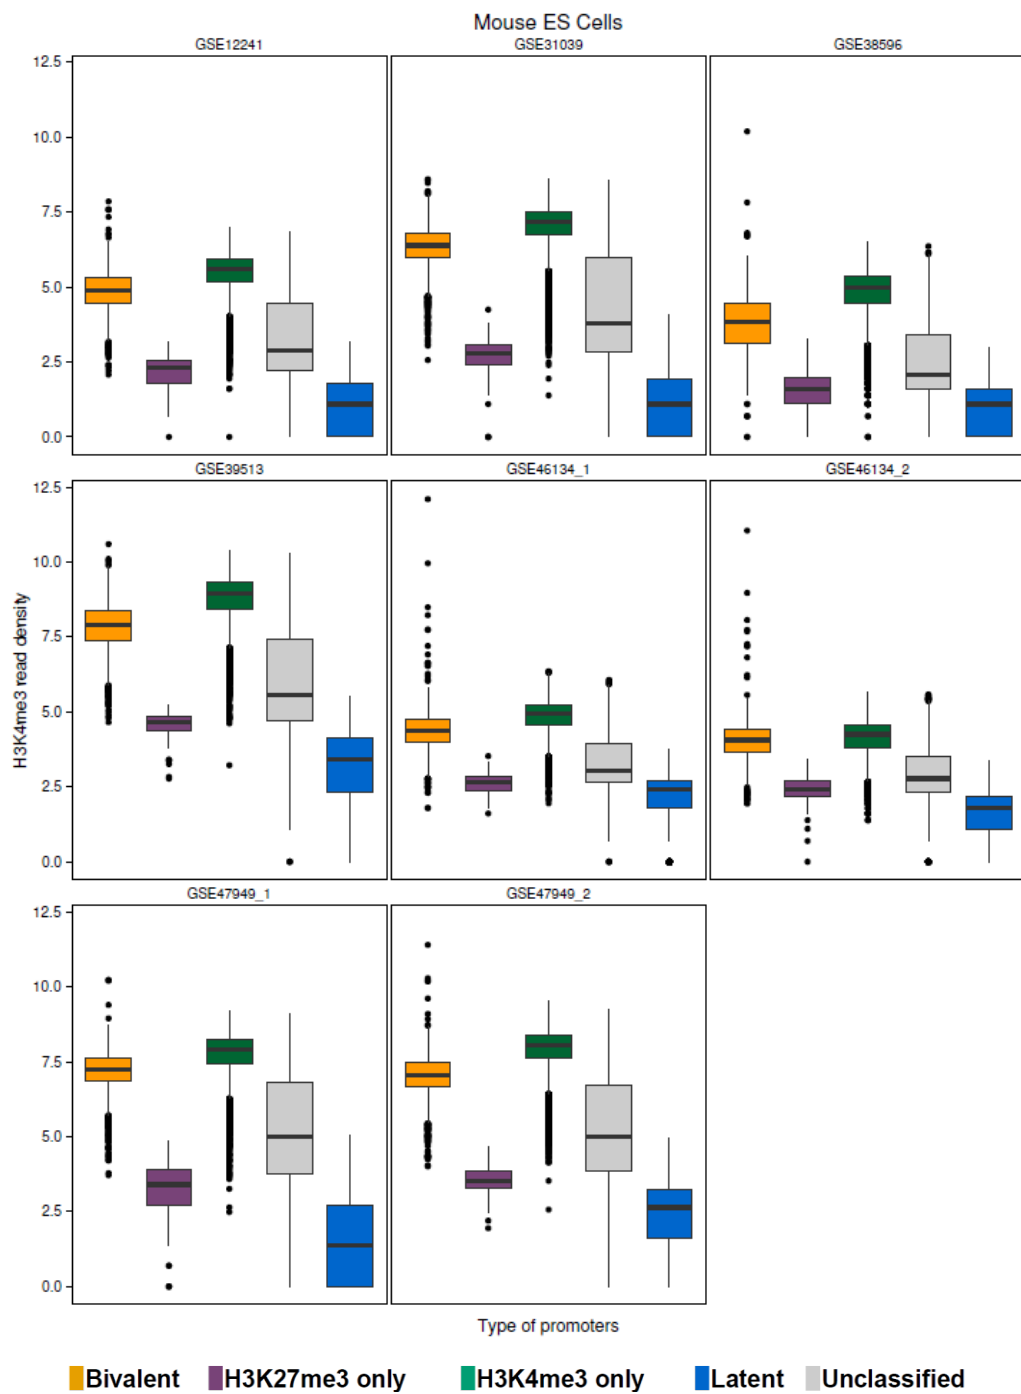 Mouse ES Cells
GSE12241 GSE31039 GSE38596
12.5
10.0
7.5
5.0
2.5
0.0
GSE39513 GSE46134_1 GSE46134_2
12.5
10.0
7.5
5.0
2.5
0.0
H3K4me3 read density
GSE47949_1 GSE47949_2
12.5
10.0
7.5
5.0
2.5
0.0
Type of promoters
Bivalent H3K27me3 only H3K4me3 only Latent Unclassified